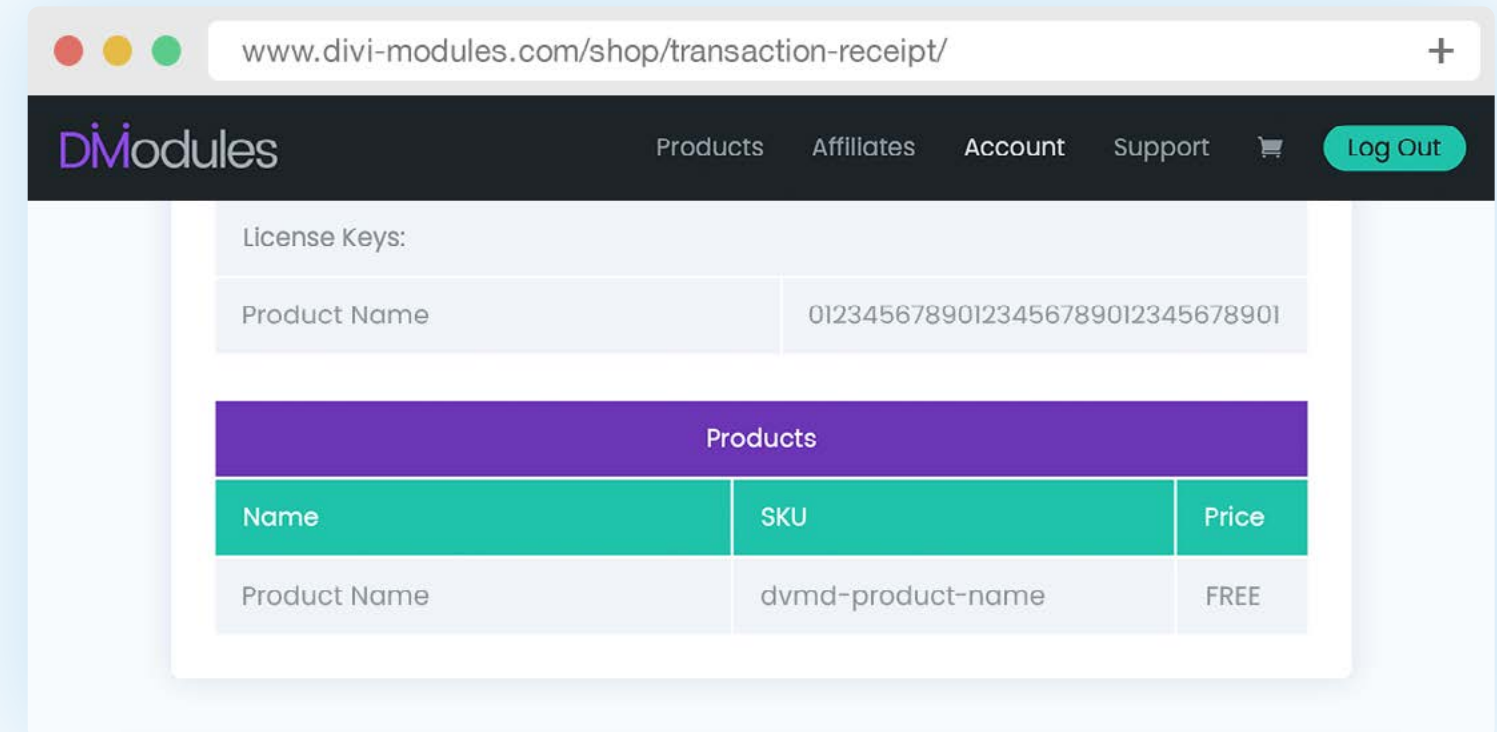 www.divi-modules.com/shop/transaction-receipt/ +
DiModules Products Affiliates Account Support Log Out
License Keys:
Product Name 01234567890123456789012345678901
Products
Name SKU Price
Product Name dvmd-product-name FREE